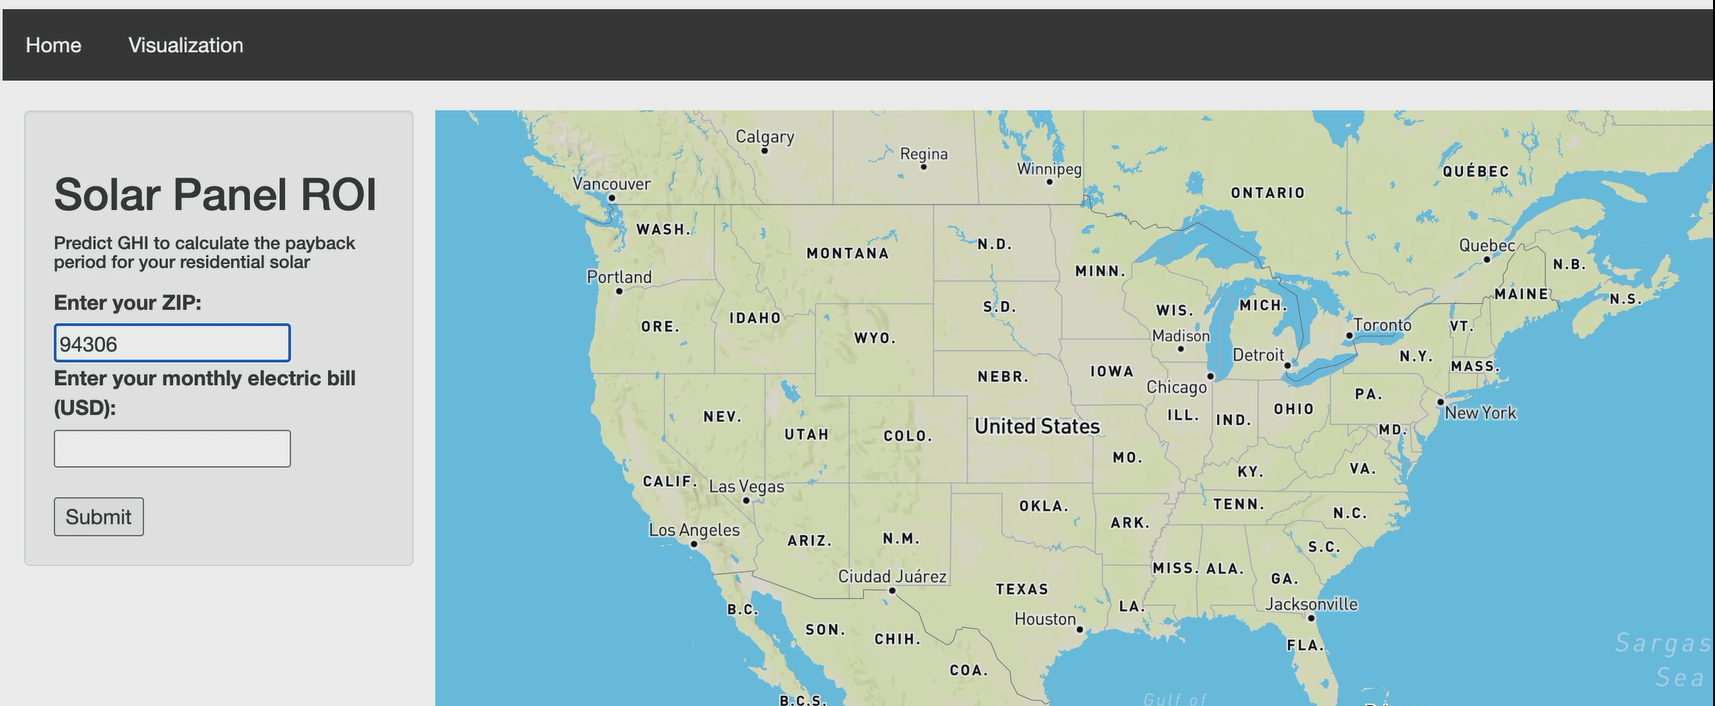 Home Visualization
Solar Panel ROI
Predict GHI to calculate the payback
period for your residential solar
Enter your ZIP:
94306
Enter your monthly electric bill
(USD):
Submit
Calgary
Regina
Winnipeg
Vancouver
ONTARIO
QUÉBEC
WASH.
MONTANA
N.D.
MINN.
Quebec
N.B.
MAINE
N.S.
Portland
ORE.
IDAHO
WYO.
S.D.
WIS.
MICH.
Madison
Toronto
VT.
Detroit
N.Y.
MASS.
NEBR.
IOWA
Chicago
PA.
New York
NEV.
UTAH
COLO.
United States
ILL.
IND.
OHIO
MD.
MO.
KY.
VA.
CALIF.
Las Vegas
OKLA.
TENN.
N.C.
Los Angeles
ARIZ.
N.M.
ARK.
S.C.
Ciudad Juárez
TEXAS
MISS.
ALA.
GA.
B.C.
Houston
LA.
Jacksonville
SON.
CHIH.
FLA.
COA.
B.C.S.
Gulf of
Sargas
Sea